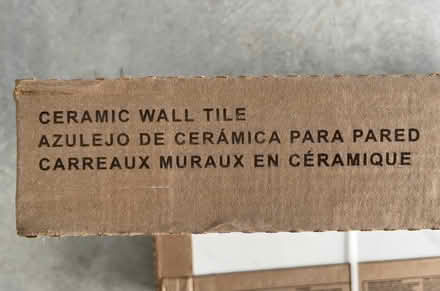 CERAMIC WALL TILE
AZULEJO DE CERÁMICA PARA PARED
CARREAUX MURAUX EN CÉRAMIQUE